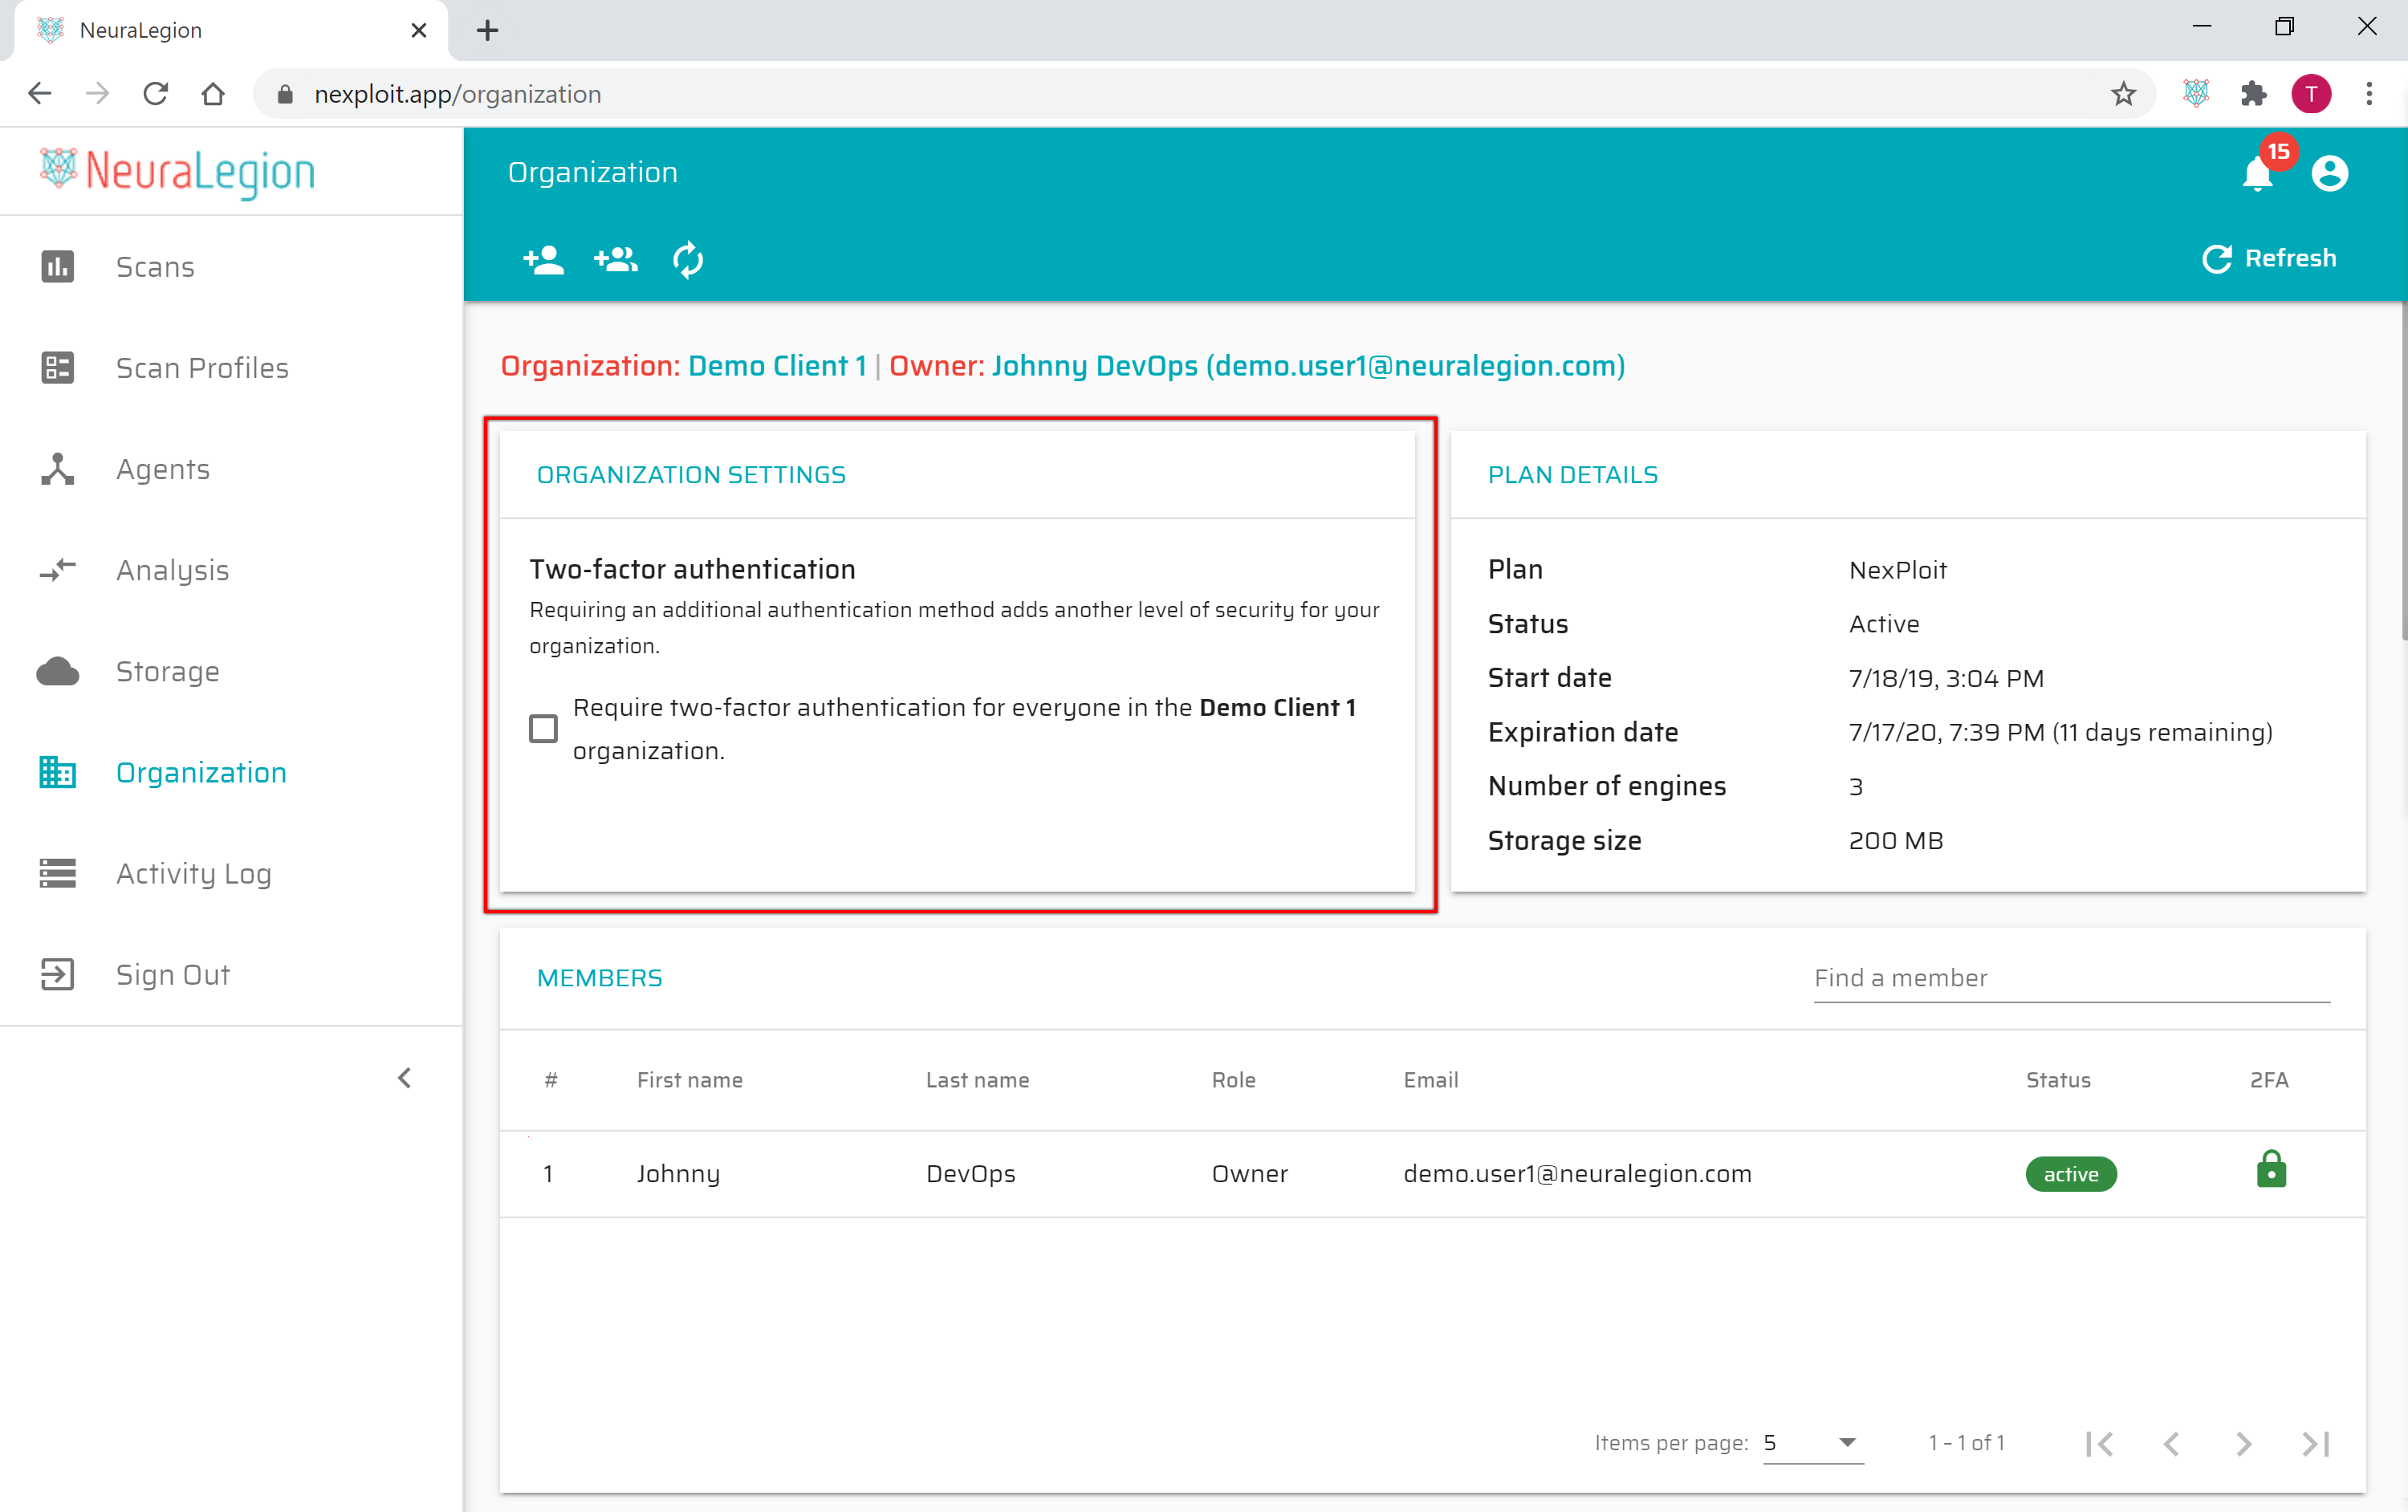 NeuraLegion
nexploit.app/organization
T
NeuraLegion
Organization
15
Refresh
Scans
Scan Profiles
Agents
Analysis
Storage
Organization
Activity Log
Sign Out
Organization: Demo Client 1 | Owner: Johnny DevOps (demo.user1@neuralegion.com)
ORGANIZATION SETTINGS
Two-factor authentication
Requiring an additional authentication method adds another level of security for your
organization.
Require two-factor authentication for everyone in the Demo Client 1
organization.
PLAN DETAILS
Plan NexPloit
Status Active
Start date 7/18/19, 3:04 PM
Expiration date 7/17/20, 7:39 PM (11 days remaining)
Number of engines 3
Storage size 200 MB
MEMBERS Find a member
# First name Last name Role Email Status 2FA
1 Johnny DevOps Owner demo.user1@neuralegion.com active
Items per page: 5 1 – 1 of 1